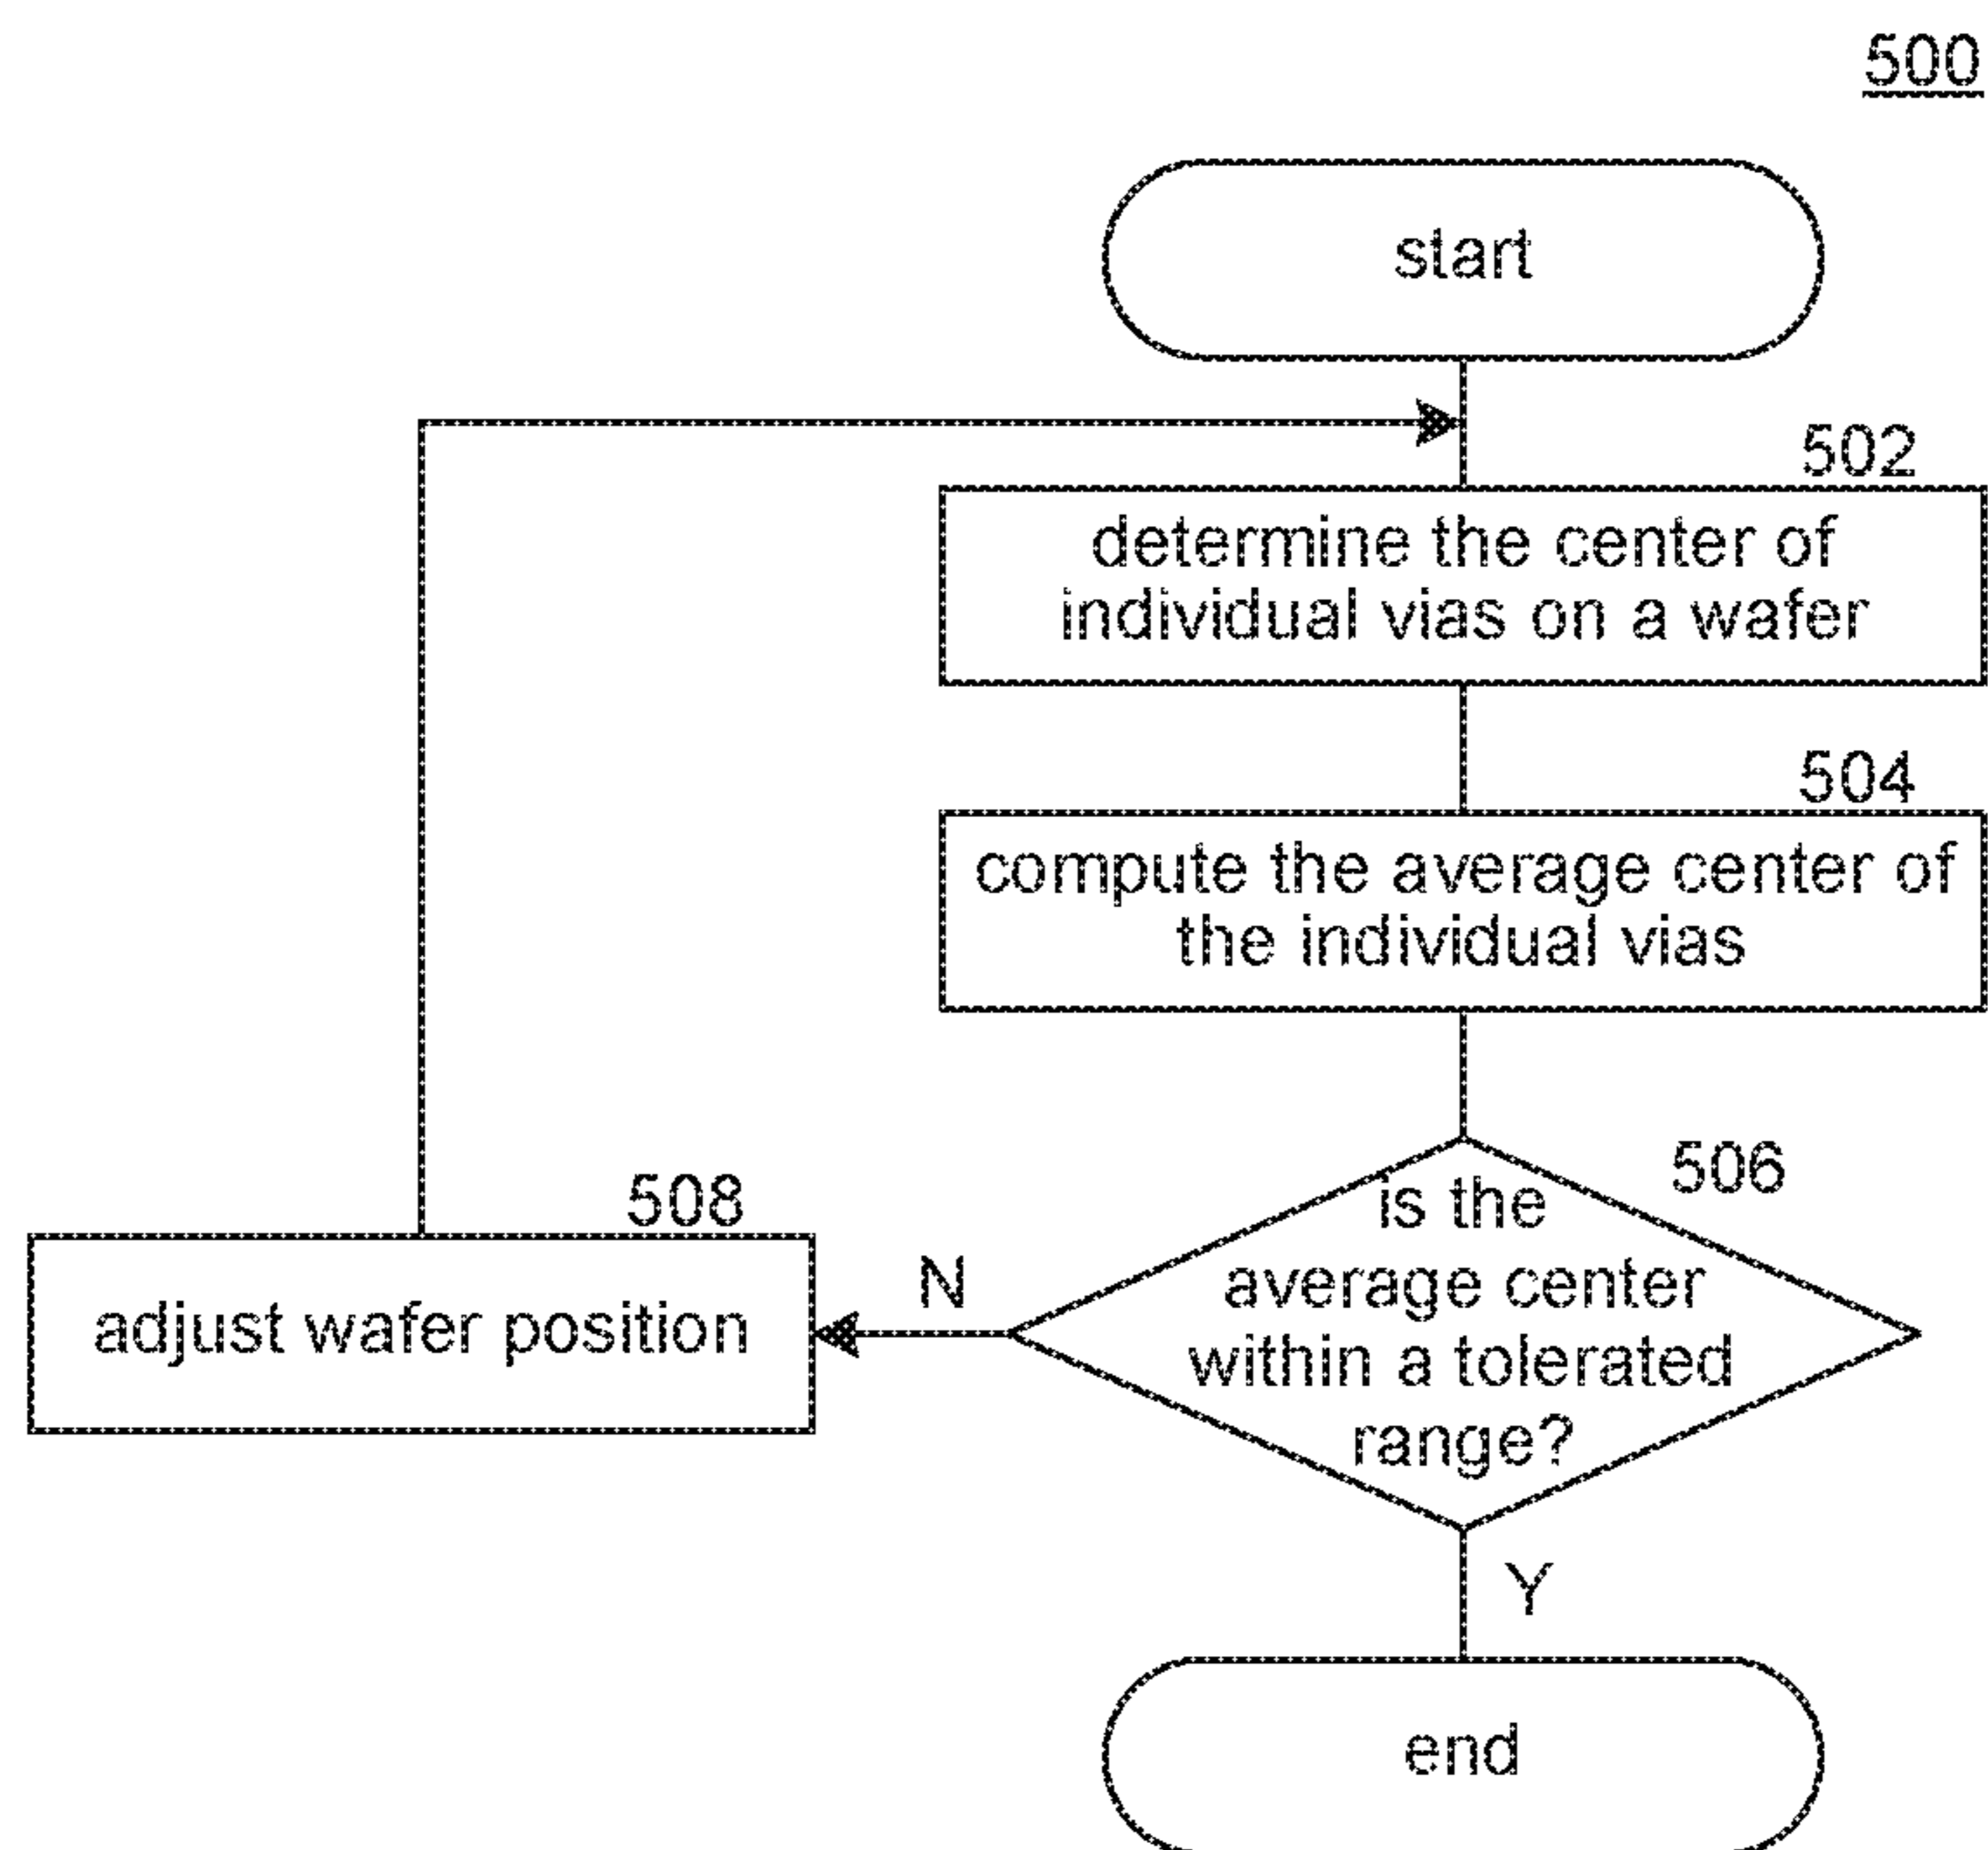 500
start
502
determine the center of
individual vias on a wafer
504
compute the average center of
the individual vias
506
is the
average center
within a tolerated
range?
N
508
adjust wafer position
Y
end